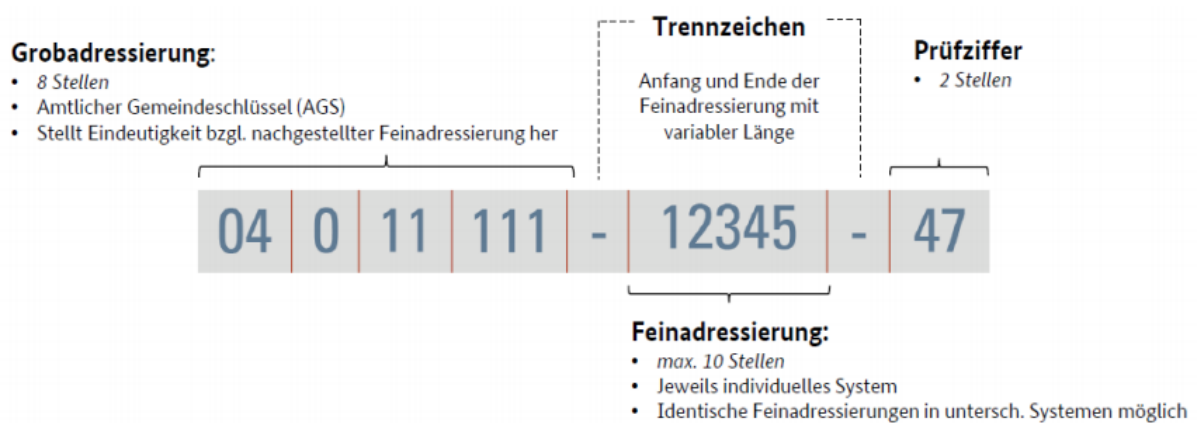 Grobadressierung:
• 8 Stellen
• Amtlicher Gemeindeschlüssel (AGS)
• Stellt Eindeutigkeit bzgl. nachgestellter Feinadressierung her
Trennzeichen
Anfang und Ende der
Feinadressierung mit
variabler Länge
Prüfziffer
• 2 Stellen
04 0 11 111 - 12345 - 47
Feinadressierung:
• max. 10 Stellen
• Jeweils individuelles System
• Identische Feinadressierungen in untersch. Systemen möglich